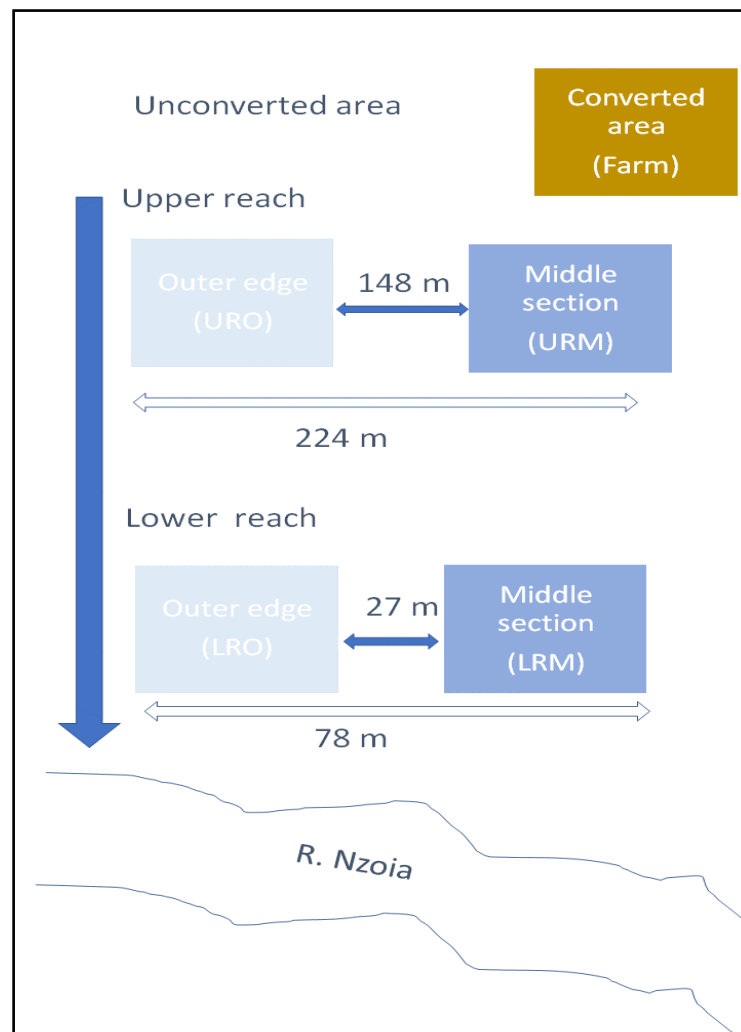 Unconverted area
Converted
area
(Farm)
Upper reach
Outer edge
(URO)
148 m
Middle
section
(URM)
224 m
Lower reach
Outer edge
(LRO)
27 m
Middle
section
(LRM)
78 m
R. Nzoia